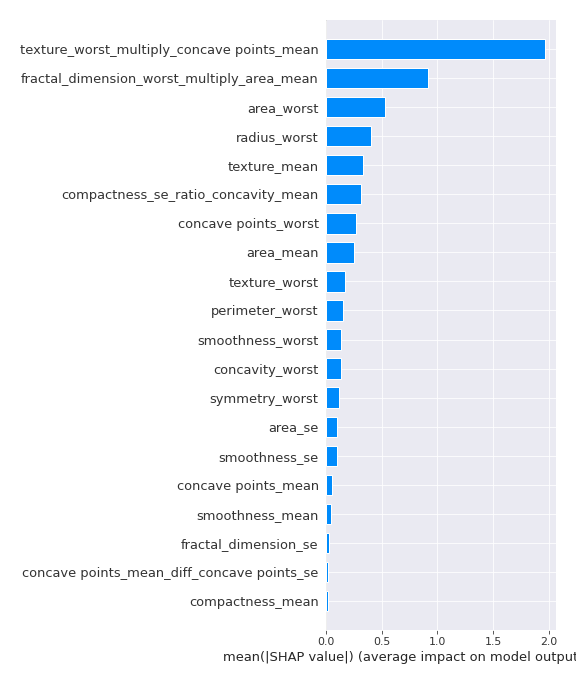 texture_worst_multiply_concave points_mean
fractal_dimension_worst_multiply_area_mean
area_worst
radius_worst
texture_mean
compactness_se_ratio_concavity_mean
concave points_worst
area_mean
texture_worst
perimeter_worst
smoothness_worst
concavity_worst
symmetry_worst
area_se
smoothness_se
concave points_mean
smoothness_mean
fractal_dimension_se
concave points_mean_diff_concave points_se
compactness_mean
0.0 0.5 1.0 1.5 2.0
mean(|SHAP value|) (average impact on model output